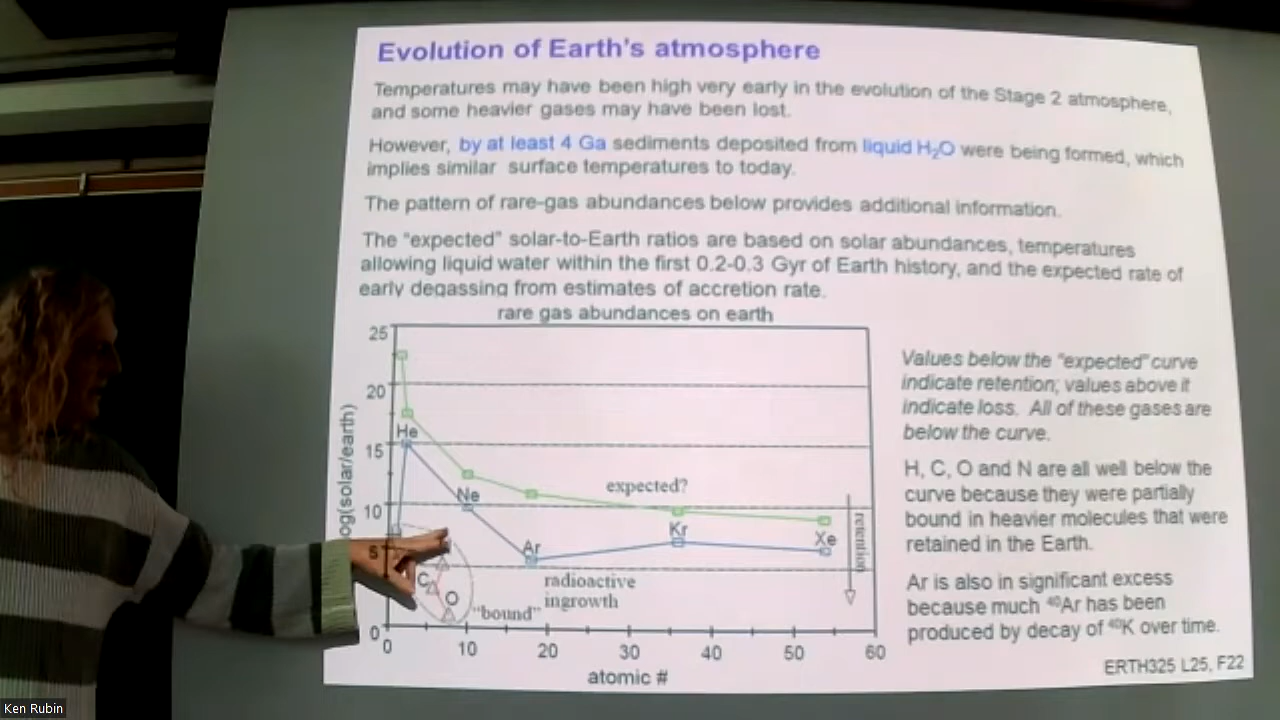 Evolution of Earth's atmosphere
Temperatures may have been high very early in the evolution of the Stage 2 atmosphere,
and some heavier gases may have been lost.
However, by at least 4 Ga sediments deposited from liquid H₂O were being formed, which
implies similar surface temperatures to today.
The pattern of rare-gas abundances below provides additional information.
The "expected" solar-to-Earth ratios are based on solar abundances, temperatures
allowing liquid water within the first 0.2-0.3 Gyr of Earth history, and the expected rate of
early degassing from estimates of accretion rate.
rare gas abundances on earth
25
20
15
10
5
0
log(solar/earth)
He
Ne
Ar
Kr
Xe
expected?
retention
C
O
"bound"
radioactive
ingrowth
0 10 20 30 40 50 60
atomic #
Values below the "expected" curve
indicate retention; values above it
indicate loss. All of these gases are
below the curve.
H, C, O and N are all well below the
curve because they were partially
bound in heavier molecules that were
retained in the Earth.
Ar is also in significant excess
because much ⁴⁰Ar has been
produced by decay of ⁴⁰K over time.
ERTH325 L25, F22
Ken Rubin